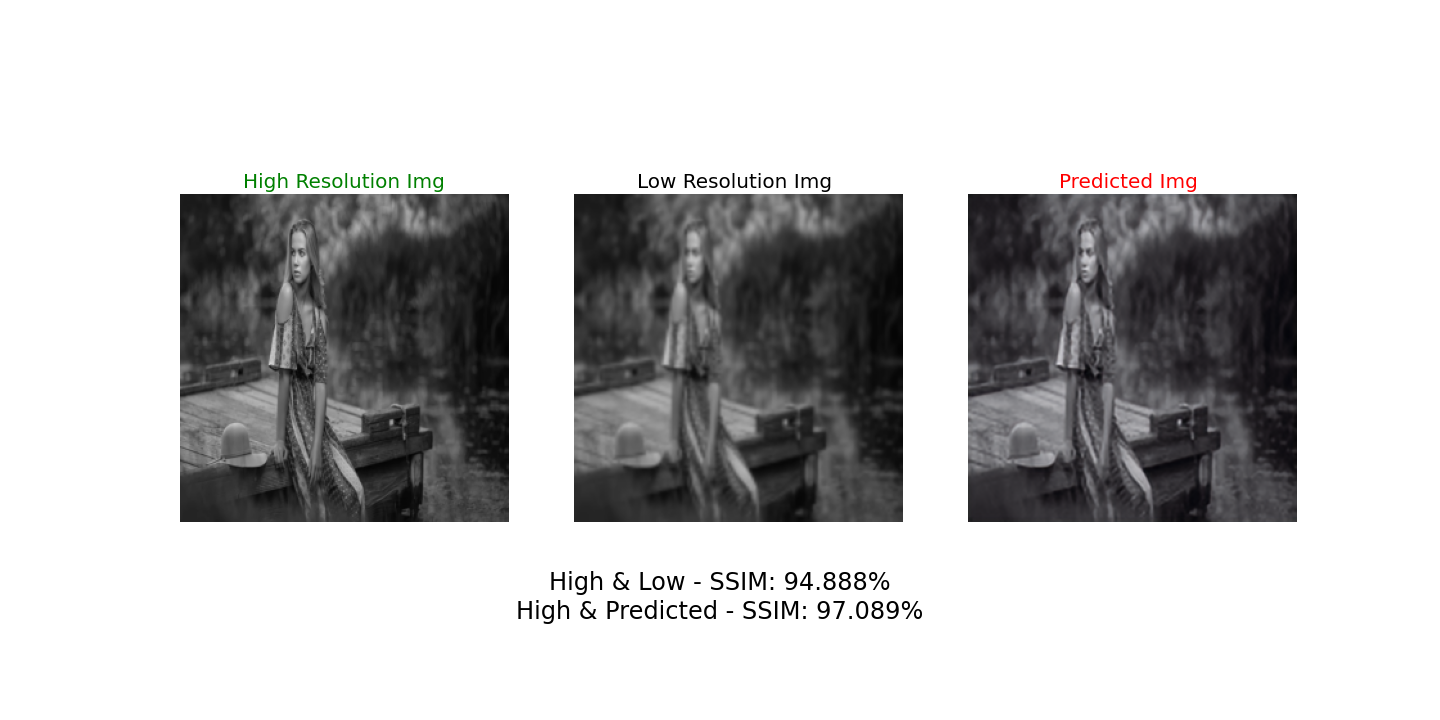 High Resolution Img
Low Resolution Img
Predicted Img
High & Low - SSIM: 94.888%
High & Predicted - SSIM: 97.089%